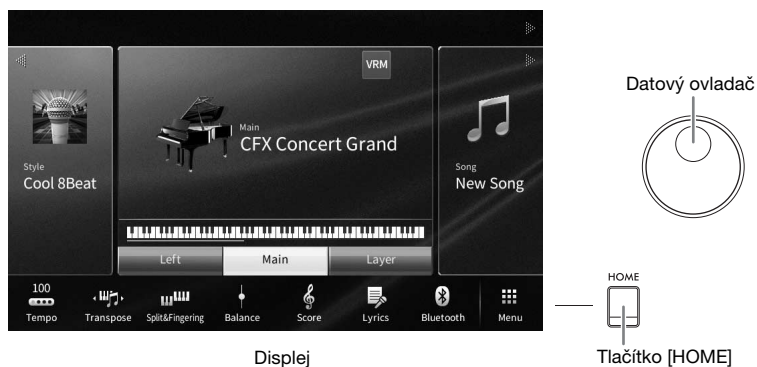 VRM
Datový ovladač
Main
CFX Concert Grand
Style
Cool 8Beat
Song
New Song
Left
Main
Layer
HOME
100
Tempo
Transpose
Split&Fingering
Balance
Score
Lyrics
Bluetooth
Menu
Displej
Tlačítko [HOME]